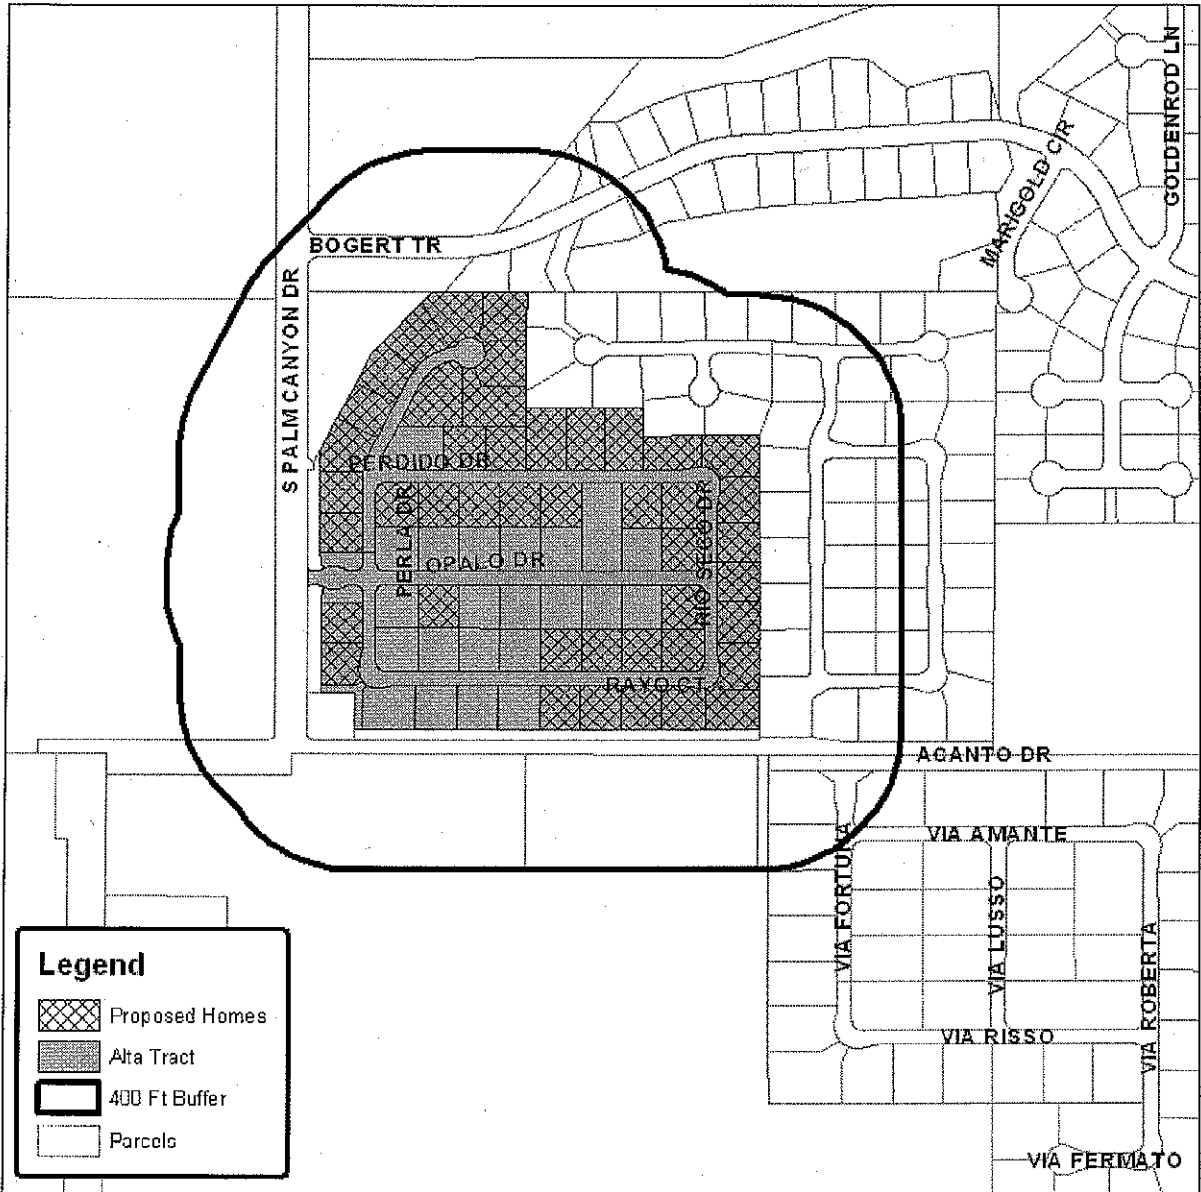 GOLDENROD LN
MARIGOLD CIR
BOGERT TR
S PALM CANYON DR
PERDIDO DR
PERLA DR
OPALO DR
RIO SECO DR
RAYO CT
ACANTO DR
VIA AMANTE
VIA FORTUNA
VIA LUSSO
VIA ROBERTA
VIA RISSO
VIA FERMATO
Legend
Proposed Homes
Alta Tract
400 Ft Buffer
Parcels